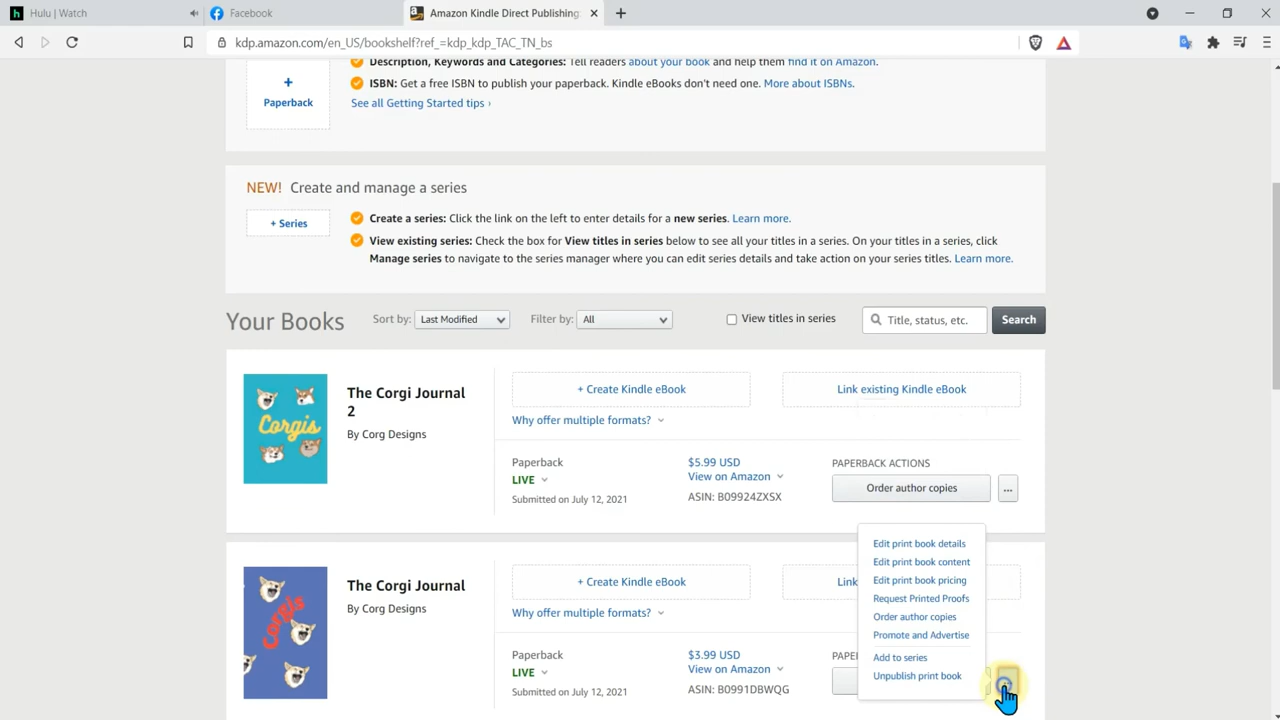 Hulu | Watch
Facebook
Amazon Kindle Direct Publishing:
kdp.amazon.com/en_US/bookshelf?ref_=kdp_kdp_TAC_TN_bs
+
Paperback
Description, Keywords and Categories: Tell readers about your book and help them find it on Amazon.
ISBN: Get a free ISBN to publish your paperback. Kindle eBooks don't need one. More about ISBNs.
See all Getting Started tips ›
NEW! Create and manage a series
+ Series
Create a series: Click the link on the left to enter details for a new series. Learn more.
View existing series: Check the box for View titles in series below to see all your titles in a series. On your titles in a series, click
Manage series to navigate to the series manager where you can edit series details and take action on your series titles. Learn more.
Your Books
Sort by: Last Modified
Filter by: All
View titles in series
Title, status, etc.
Search
Corgis
The Corgi Journal
2
By Corg Designs
+ Create Kindle eBook
Link existing Kindle eBook
Why offer multiple formats?
Paperback
LIVE
Submitted on July 12, 2021
$5.99 USD
View on Amazon
ASIN: B09924ZXSX
PAPERBACK ACTIONS
Order author copies
...
Corgis
The Corgi Journal
By Corg Designs
+ Create Kindle eBook
Why offer multiple formats?
Paperback
LIVE
Submitted on July 12, 2021
$3.99 USD
View on Amazon
ASIN: B0991DBWQG
Edit print book details
Edit print book content
Edit print book pricing
Request Printed Proofs
Order author copies
Promote and Advertise
Add to series
Unpublish print book